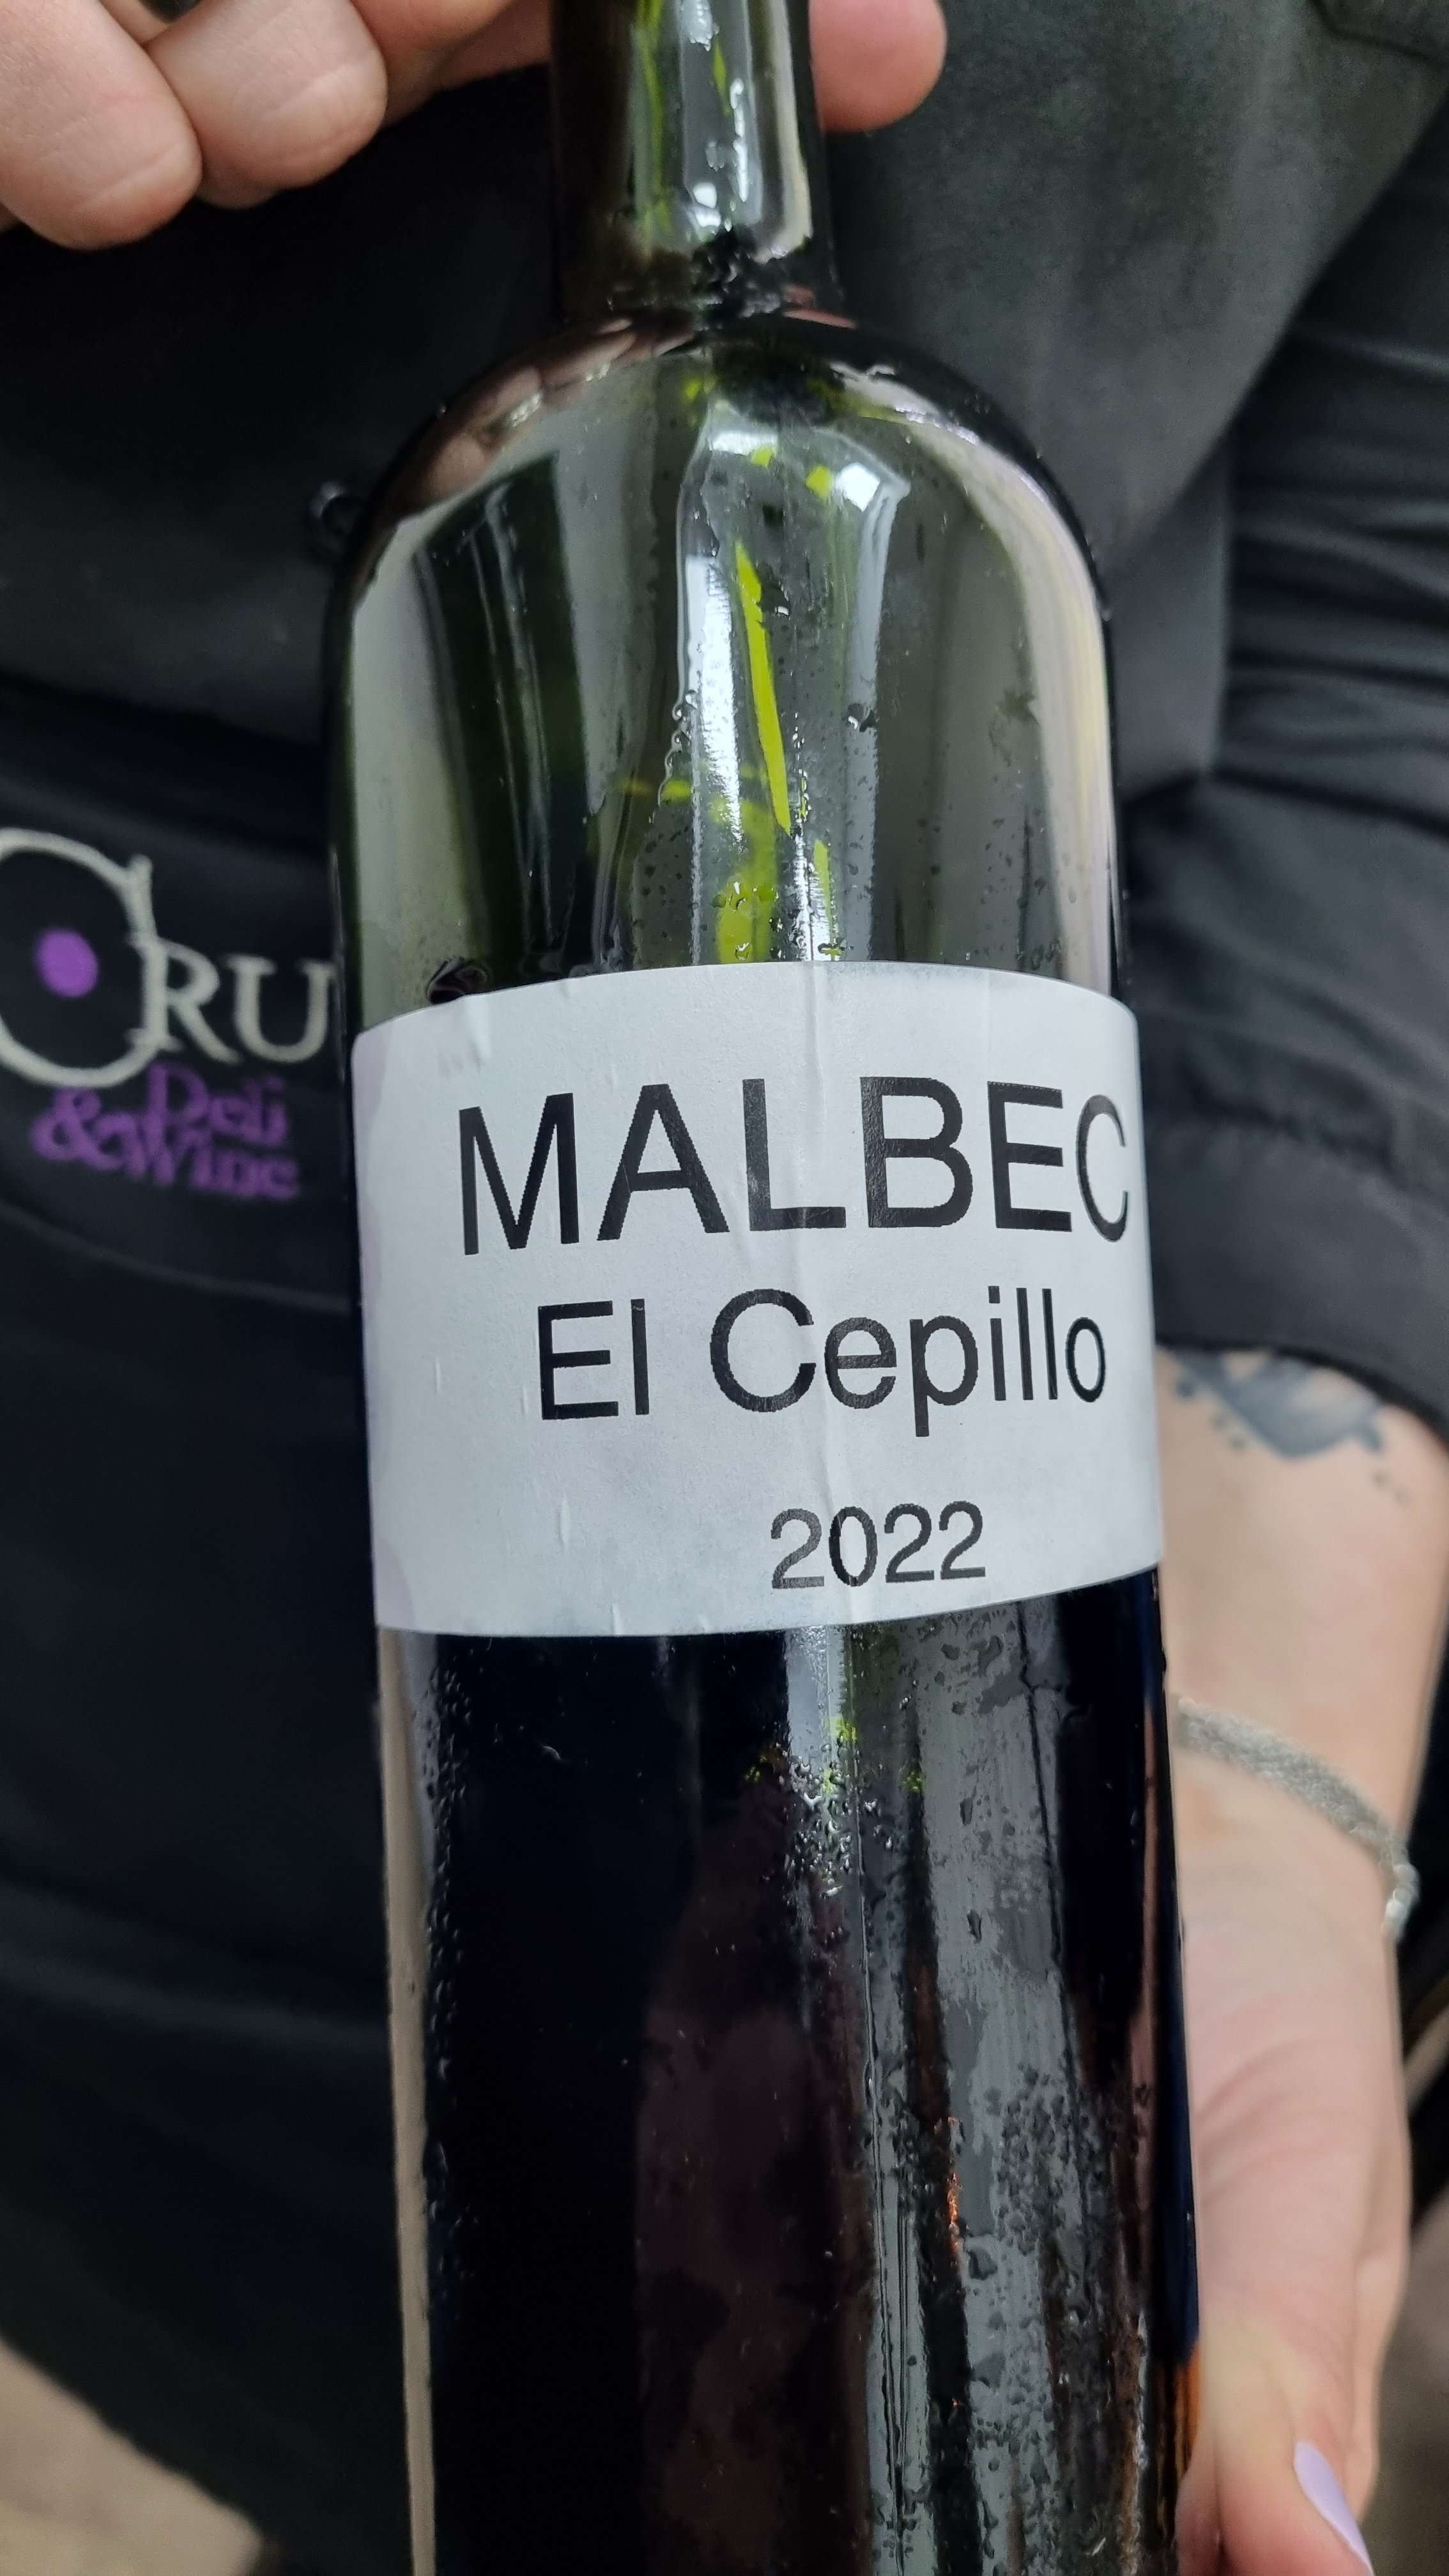 CRU
Deli
&Wine
MALBEC
El Cepillo
2022